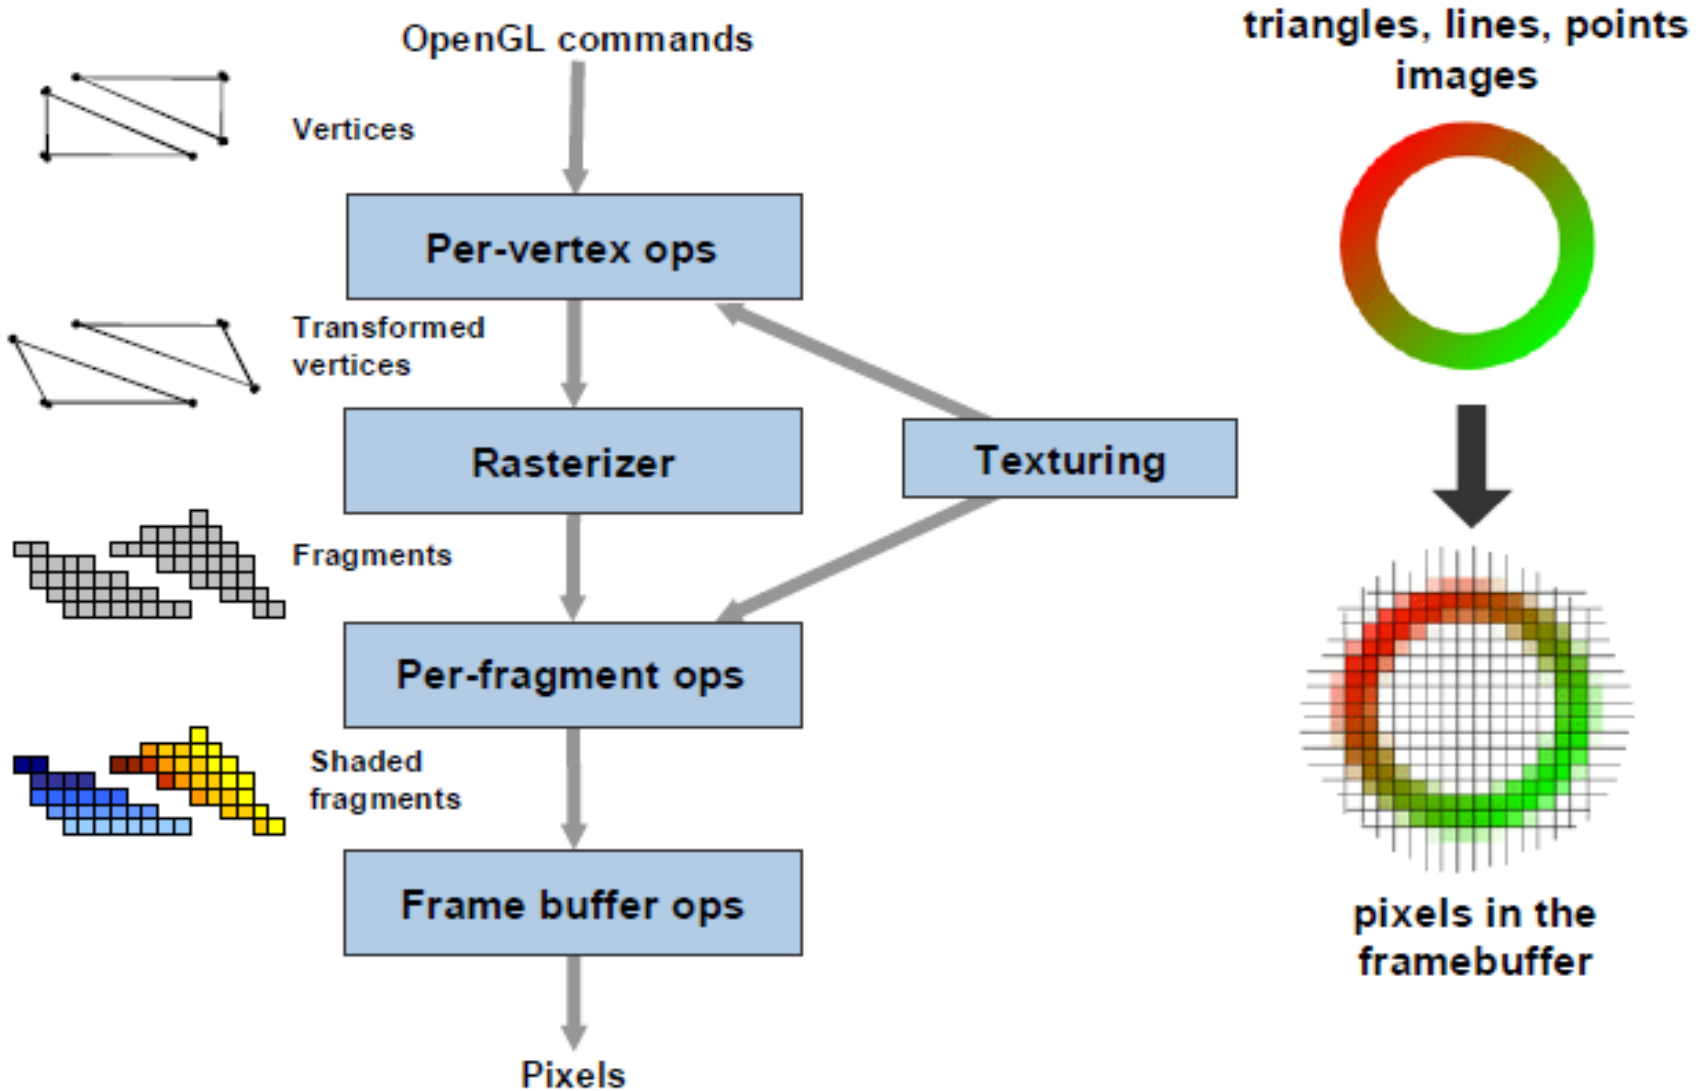 OpenGL commands
Vertices
Per-vertex ops
Transformed
vertices
Rasterizer
Texturing
Fragments
Per-fragment ops
Shaded
fragments
Frame buffer ops
Pixels
triangles, lines, points
images
pixels in the
framebuffer